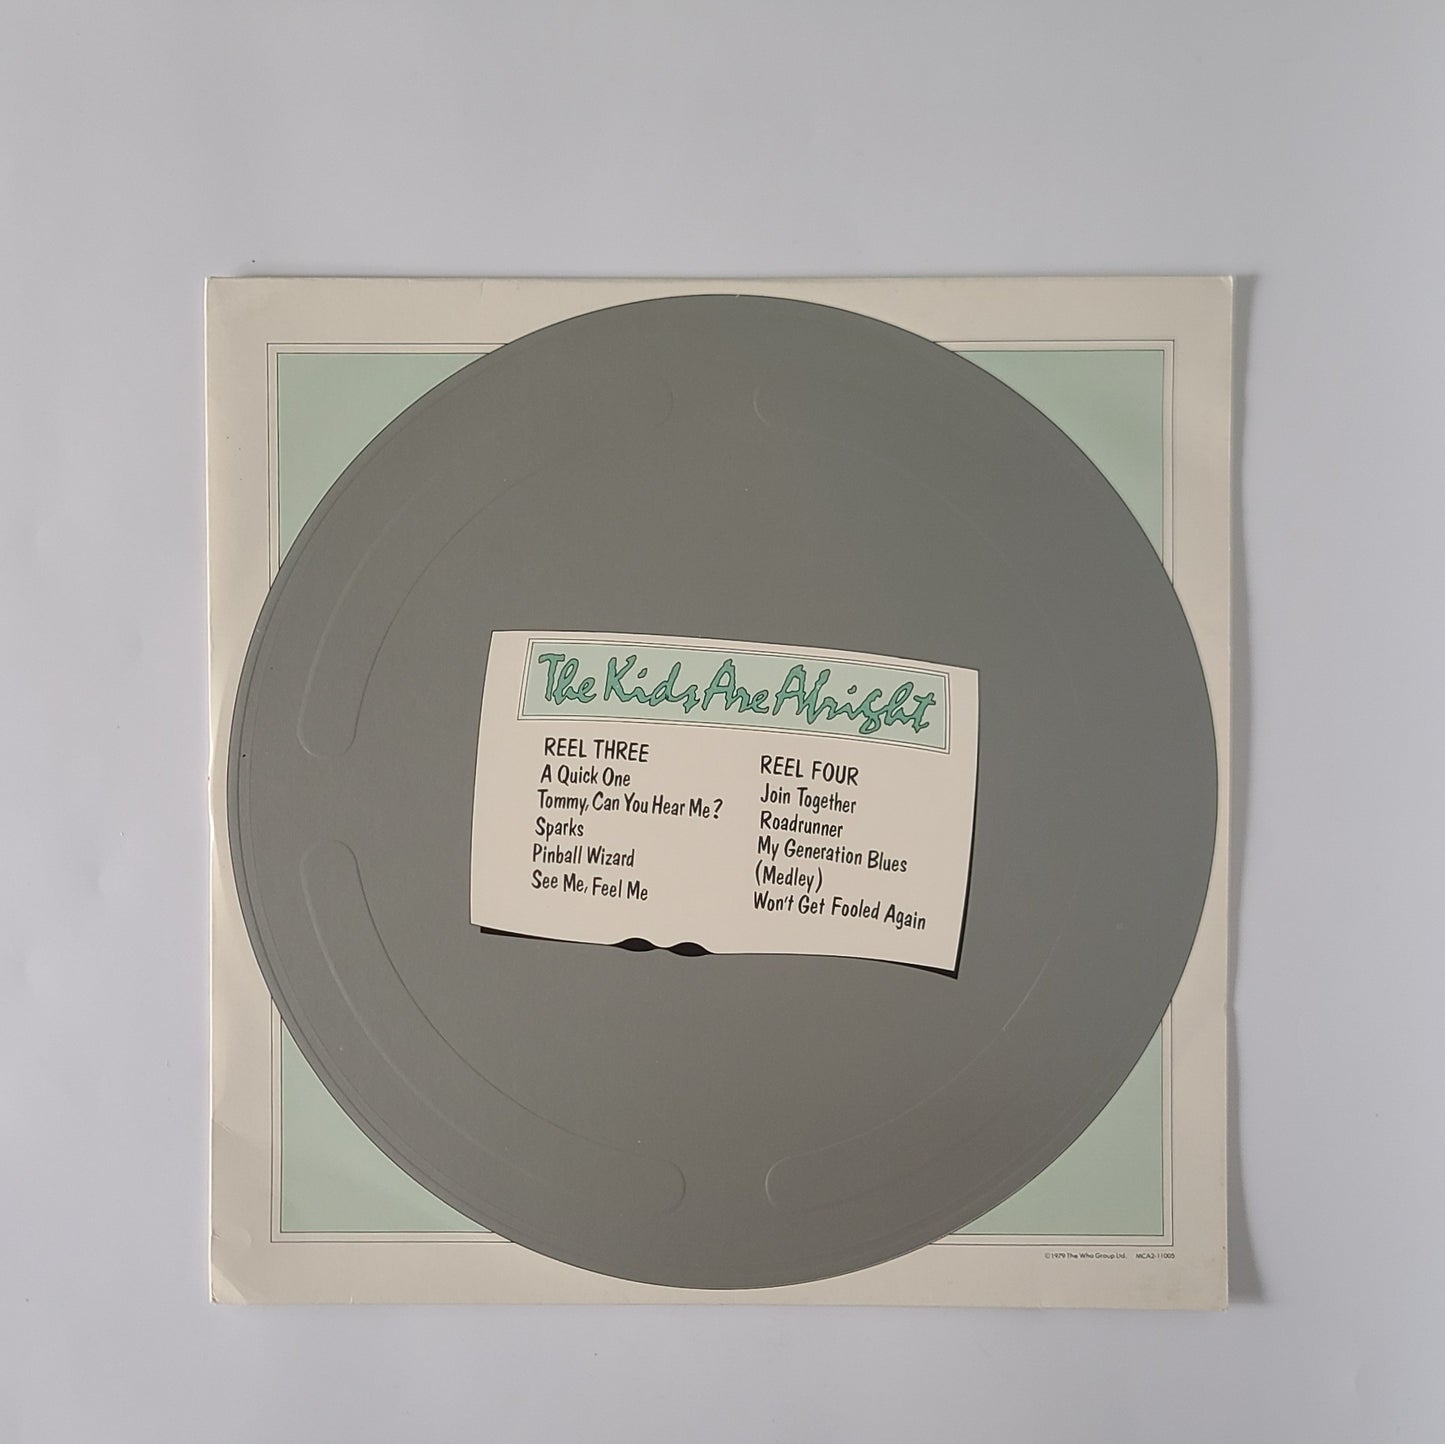 The Kids Are Alright
REEL THREE
A Quick One
Tommy, Can You Hear Me?
Sparks
Pinball Wizard
See Me, Feel Me
REEL FOUR
Join Together
Roadrunner
My Generation Blues
(Medley)
Won't Get Fooled Again
©1979 The Who Group Ltd. MCA2-11005